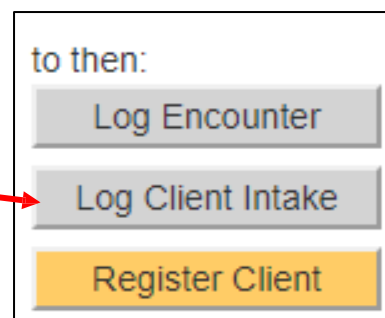 to then:
Log Encounter
Log Client Intake
Register Client